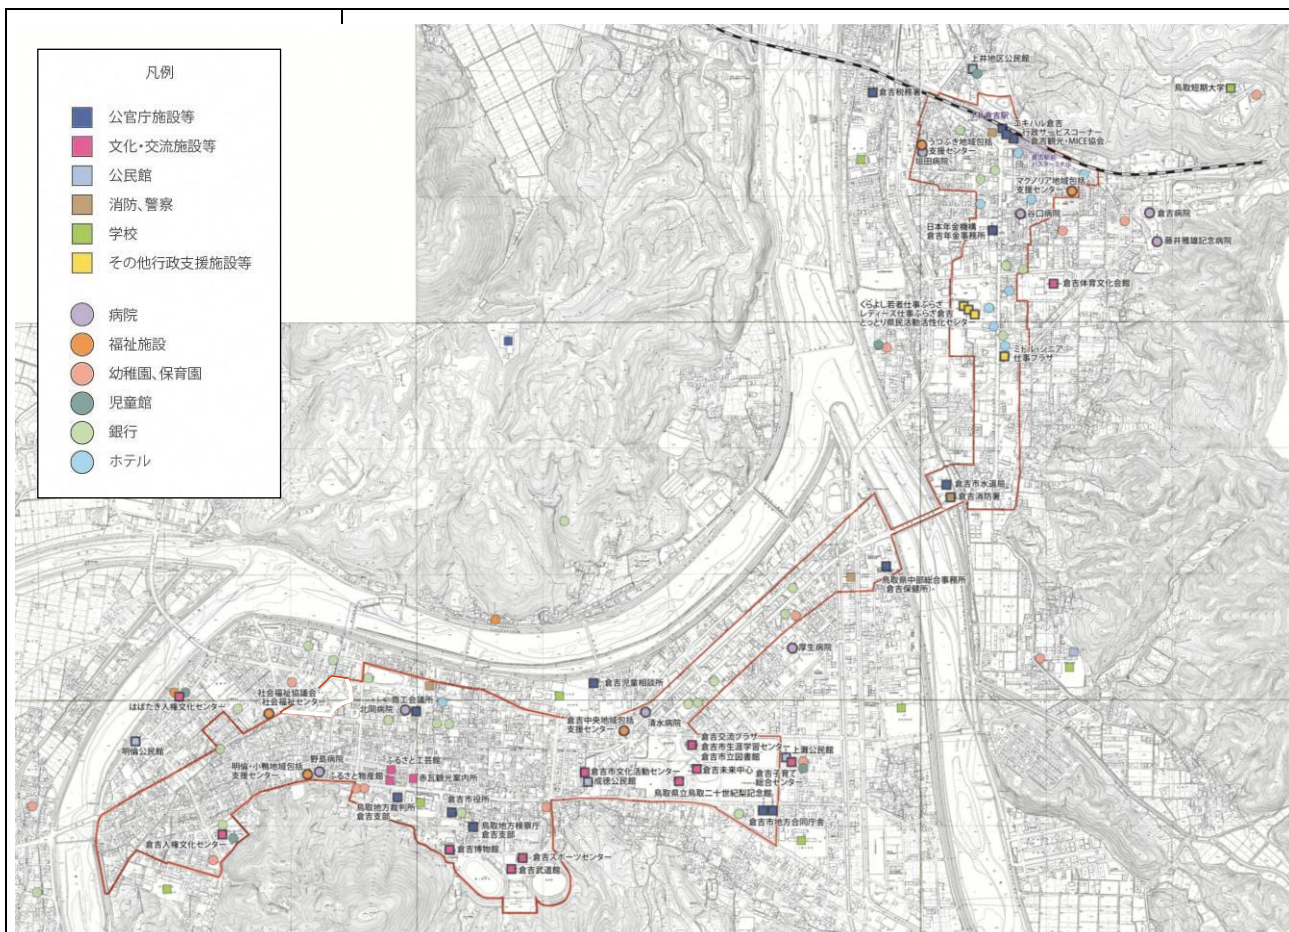 凡例
公官庁施設等
文化・交流施設等
公民館
消防、警察
学校
その他行政支援施設等
病院
福祉施設
幼稚園、保育園
児童館
銀行
ホテル
上井地区公民館
倉吉税務署
鳥取短期大学
エキパル倉吉
行政サービスコーナー
倉吉観光・MICE協会
うつぶき地域包括
支援センター
垣田病院
マグノリア地域包括
支援センター
谷口病院
倉吉病院
日本年金機構
倉吉年金事務所
藤井雅雄記念病院
倉吉体育文化会館
くらよし若者仕事ぷらざ
レディーズ仕事ぷらざ倉吉
とっとり県民活動活性化センター
ミドル・シニア
仕事プラザ
倉吉市水道局
倉吉消防署
鳥取県中部総合事務所
倉吉保健所
厚生病院
倉吉児童相談所
社会福祉協議会
社会福祉センター
はばたき人権文化センター
商工会議所
北岡病院
倉吉中央地域包括
支援センター
清水病院
明倫公民館
倉吉交流プラザ
倉吉市生涯学習センター
倉吉市立図書館
上灘公民館
野島病院
明倫・小鴨地域包括
支援センター
ふるさと工芸館
ふるさと物産館
赤瓦観光案内所
倉吉市文化活動センター
成徳公民館
倉吉未来中心
倉吉子育て
総合センター
鳥取県立鳥取二十世紀梨記念館
鳥取地方裁判所
倉吉支部
倉吉市役所
倉吉市地方合同庁舎
鳥取地方検察庁
倉吉支部
倉吉人権文化センター
倉吉博物館
倉吉スポーツセンター
倉吉武道館